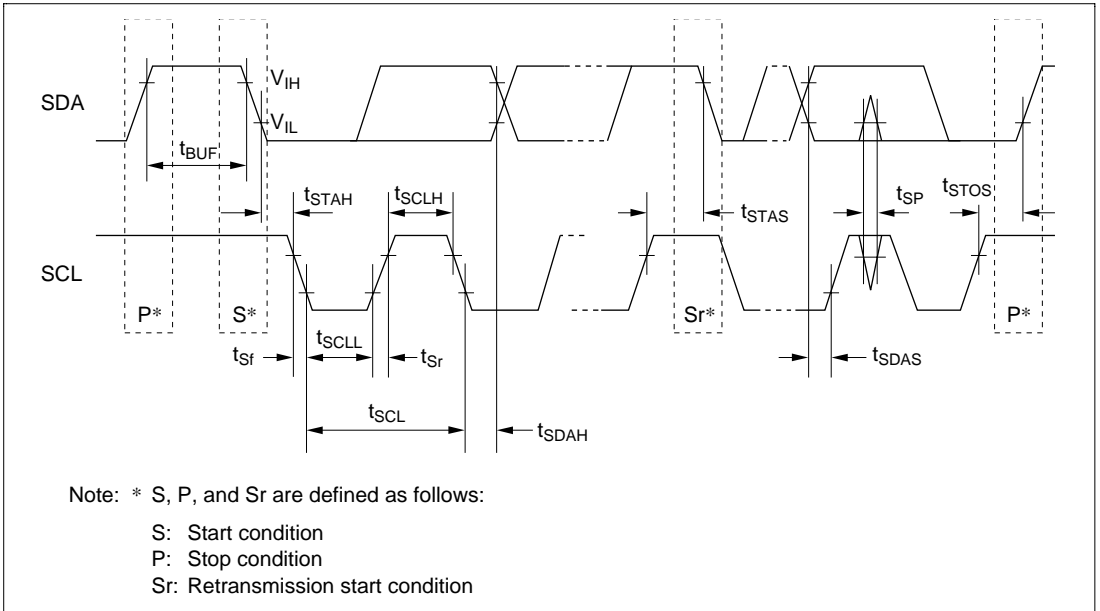 SDA
V_IH
V_IL
t_BUF
t_STAH
t_SCLH
t_STAS
t_SP
t_STOS
SCL
P*
S*
Sr*
P*
t_Sf
t_SCLL
t_Sr
t_SDAS
t_SCL
t_SDAH
Note: * S, P, and Sr are defined as follows:
S: Start condition
P: Stop condition
Sr: Retransmission start condition